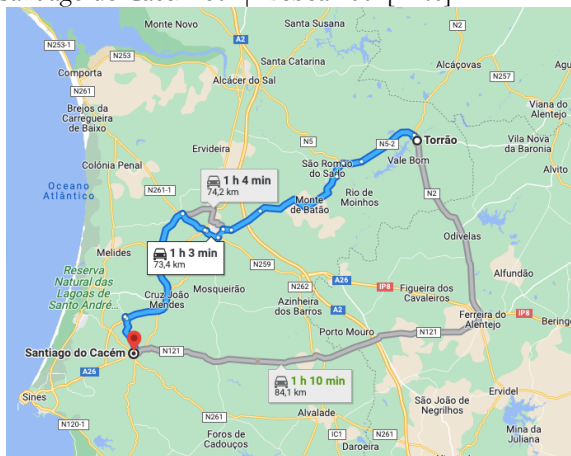 Monte Novo
Santa Susana
N253-1
A2
N253
Santa Catarina
Comporta
Alcáçovas
N261
Alcácer do Sal
N257
Viana do
Alentejo
Brejos da
Carregueira
de Baixo
N5
N5-2
Torrão
Ervideira
Vila Nova
da Baronia
São Romão
do Sado
Vale Bom
Colónia Penal
Alvito
1 h 4 min
74,2 km
N2
Oceano
Atlântico
N261-1
Rio de
Moinhos
Monte
de Batão
Odivelas
1 h 3 min
73,4 km
Melides
N259
A26
Alfundão
Reserva
Natural das
Lagoas de
Santo André...
Mosqueirão
N262
IP8
Figueira dos
Cavaleiros
Cruz João
Mendes
Azinheira
dos Barros
A2
Ferreira do
Alentejo
IP8
Bering
Porto Mouro
N121
Santiago do Cacém
N121
A26
1 h 10 min
84,1 km
Sines
Ervidel
São João de
Negrilhos
N261
Alvalade
N120-1
Foros de
Cadouços
IC1
N261
Mina da
Juliana
Daroeira